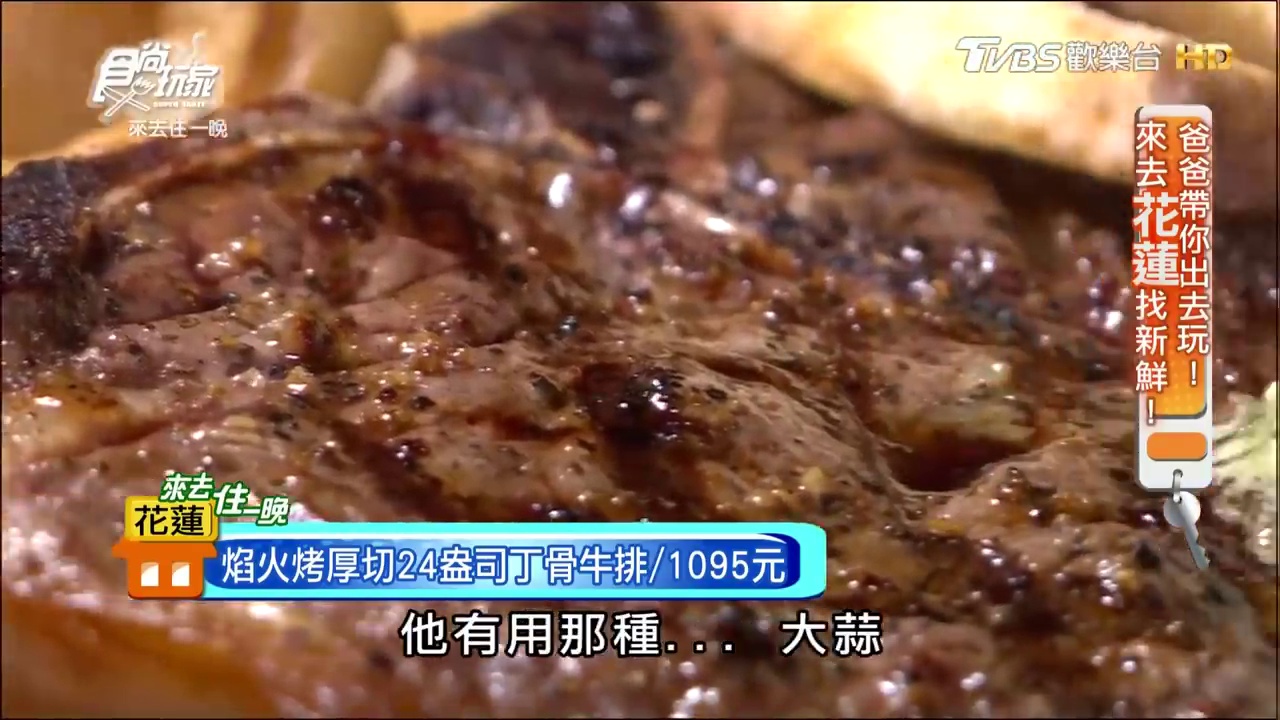 食尚玩家
SUPER TASTE
來去住一晚
TVBS歡樂台 HD
爸爸帶你出去玩！
來去花蓮找新鮮！
來去住一晚
花蓮
焰火烤厚切24盎司丁骨牛排/1095元
他有用那種... 大蒜